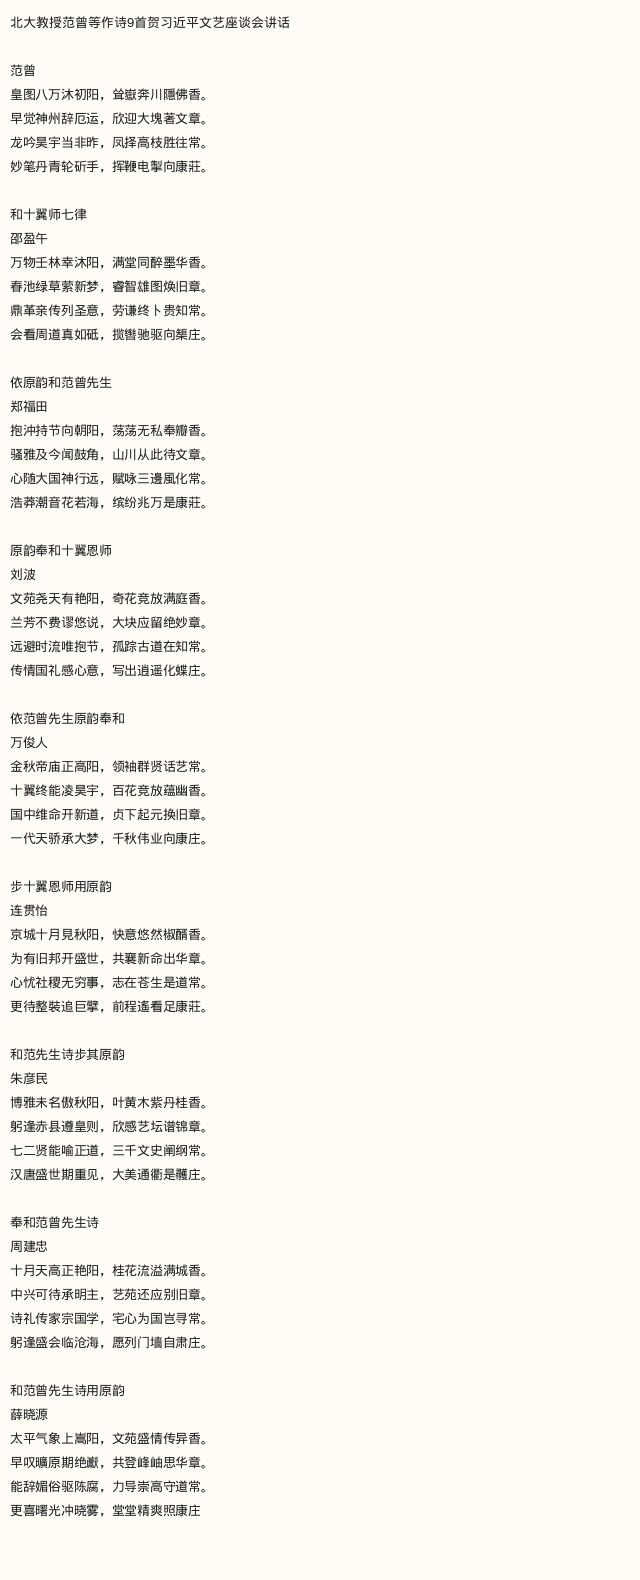 北大教授范曾等作诗9首贺习近平文艺座谈会讲话
范曾
皇图八万沐初阳，耸嶽奔川隱佛香。
早觉神州辞厄运，欣迎大塊著文章。
龙吟昊宇当非昨，凤择高枝胜往常。
妙笔丹青轮斫手，挥鞭电掣向康莊。
和十翼师七律
邵盈午
万物壬林幸沐阳，满堂同醉墨华香。
春池绿草萦新梦，睿智雄图焕旧章。
鼎革亲传列圣意，劳谦终卜贵知常。
会看周道真如砥，揽辔驰驱向榘庄。
依原韵和范曾先生
郑福田
抱沖持节向朝阳，荡荡无私奉瓣香。
骚雅及今闻鼓角，山川从此待文章。
心随大国神行远，赋咏三邊風化常。
浩莽潮音花若海，缤纷兆万是康莊。
原韵奉和十翼恩师
刘波
文苑尧天有艳阳，奇花竞放满庭香。
兰芳不费谬悠说，大块应留绝妙章。
远避时流唯抱节，孤踪古道在知常。
传情国礼感心意，写出逍遥化蝶庄。
依范曾先生原韵奉和
万俊人
金秋帝庙正高阳，领袖群贤话艺常。
十翼终能凌昊宇，百花竞放蕴幽香。
国中维命开新道，贞下起元换旧章。
一代天骄承大梦，千秋伟业向康庄。
步十翼恩师用原韵
连贯怡
京城十月見秋阳，快意悠然椒醑香。
为有旧邦开盛世，共襄新命出华章。
心忧社稷无穷事，志在苍生是道常。
更待整裝追巨擘，前程遙看足康莊。
和范先生诗步其原韵
朱彦民
博雅未名傲秋阳，叶黄木紫丹桂香。
躬逢赤县遵皇则，欣感艺坛谱锦章。
七二贤能喻正道，三千文史阐纲常。
汉唐盛世期重见，大美通衢是蒦庄。
奉和范曾先生诗
周建忠
十月天高正艳阳，桂花流溢满城香。
中兴可待承明主，艺苑还应别旧章。
诗礼传家宗国学，宅心为国岂寻常。
躬逢盛会临沧海，愿列门墙自肃庄。
和范曾先生诗用原韵
薛晓源
太平气象上嵩阳，文苑盛情传异香。
早叹曠原期绝巘，共登峰岫思华章。
能辞媚俗驱陈腐，力导崇高守道常。
更喜曙光冲晓雾，堂堂精爽照康庄